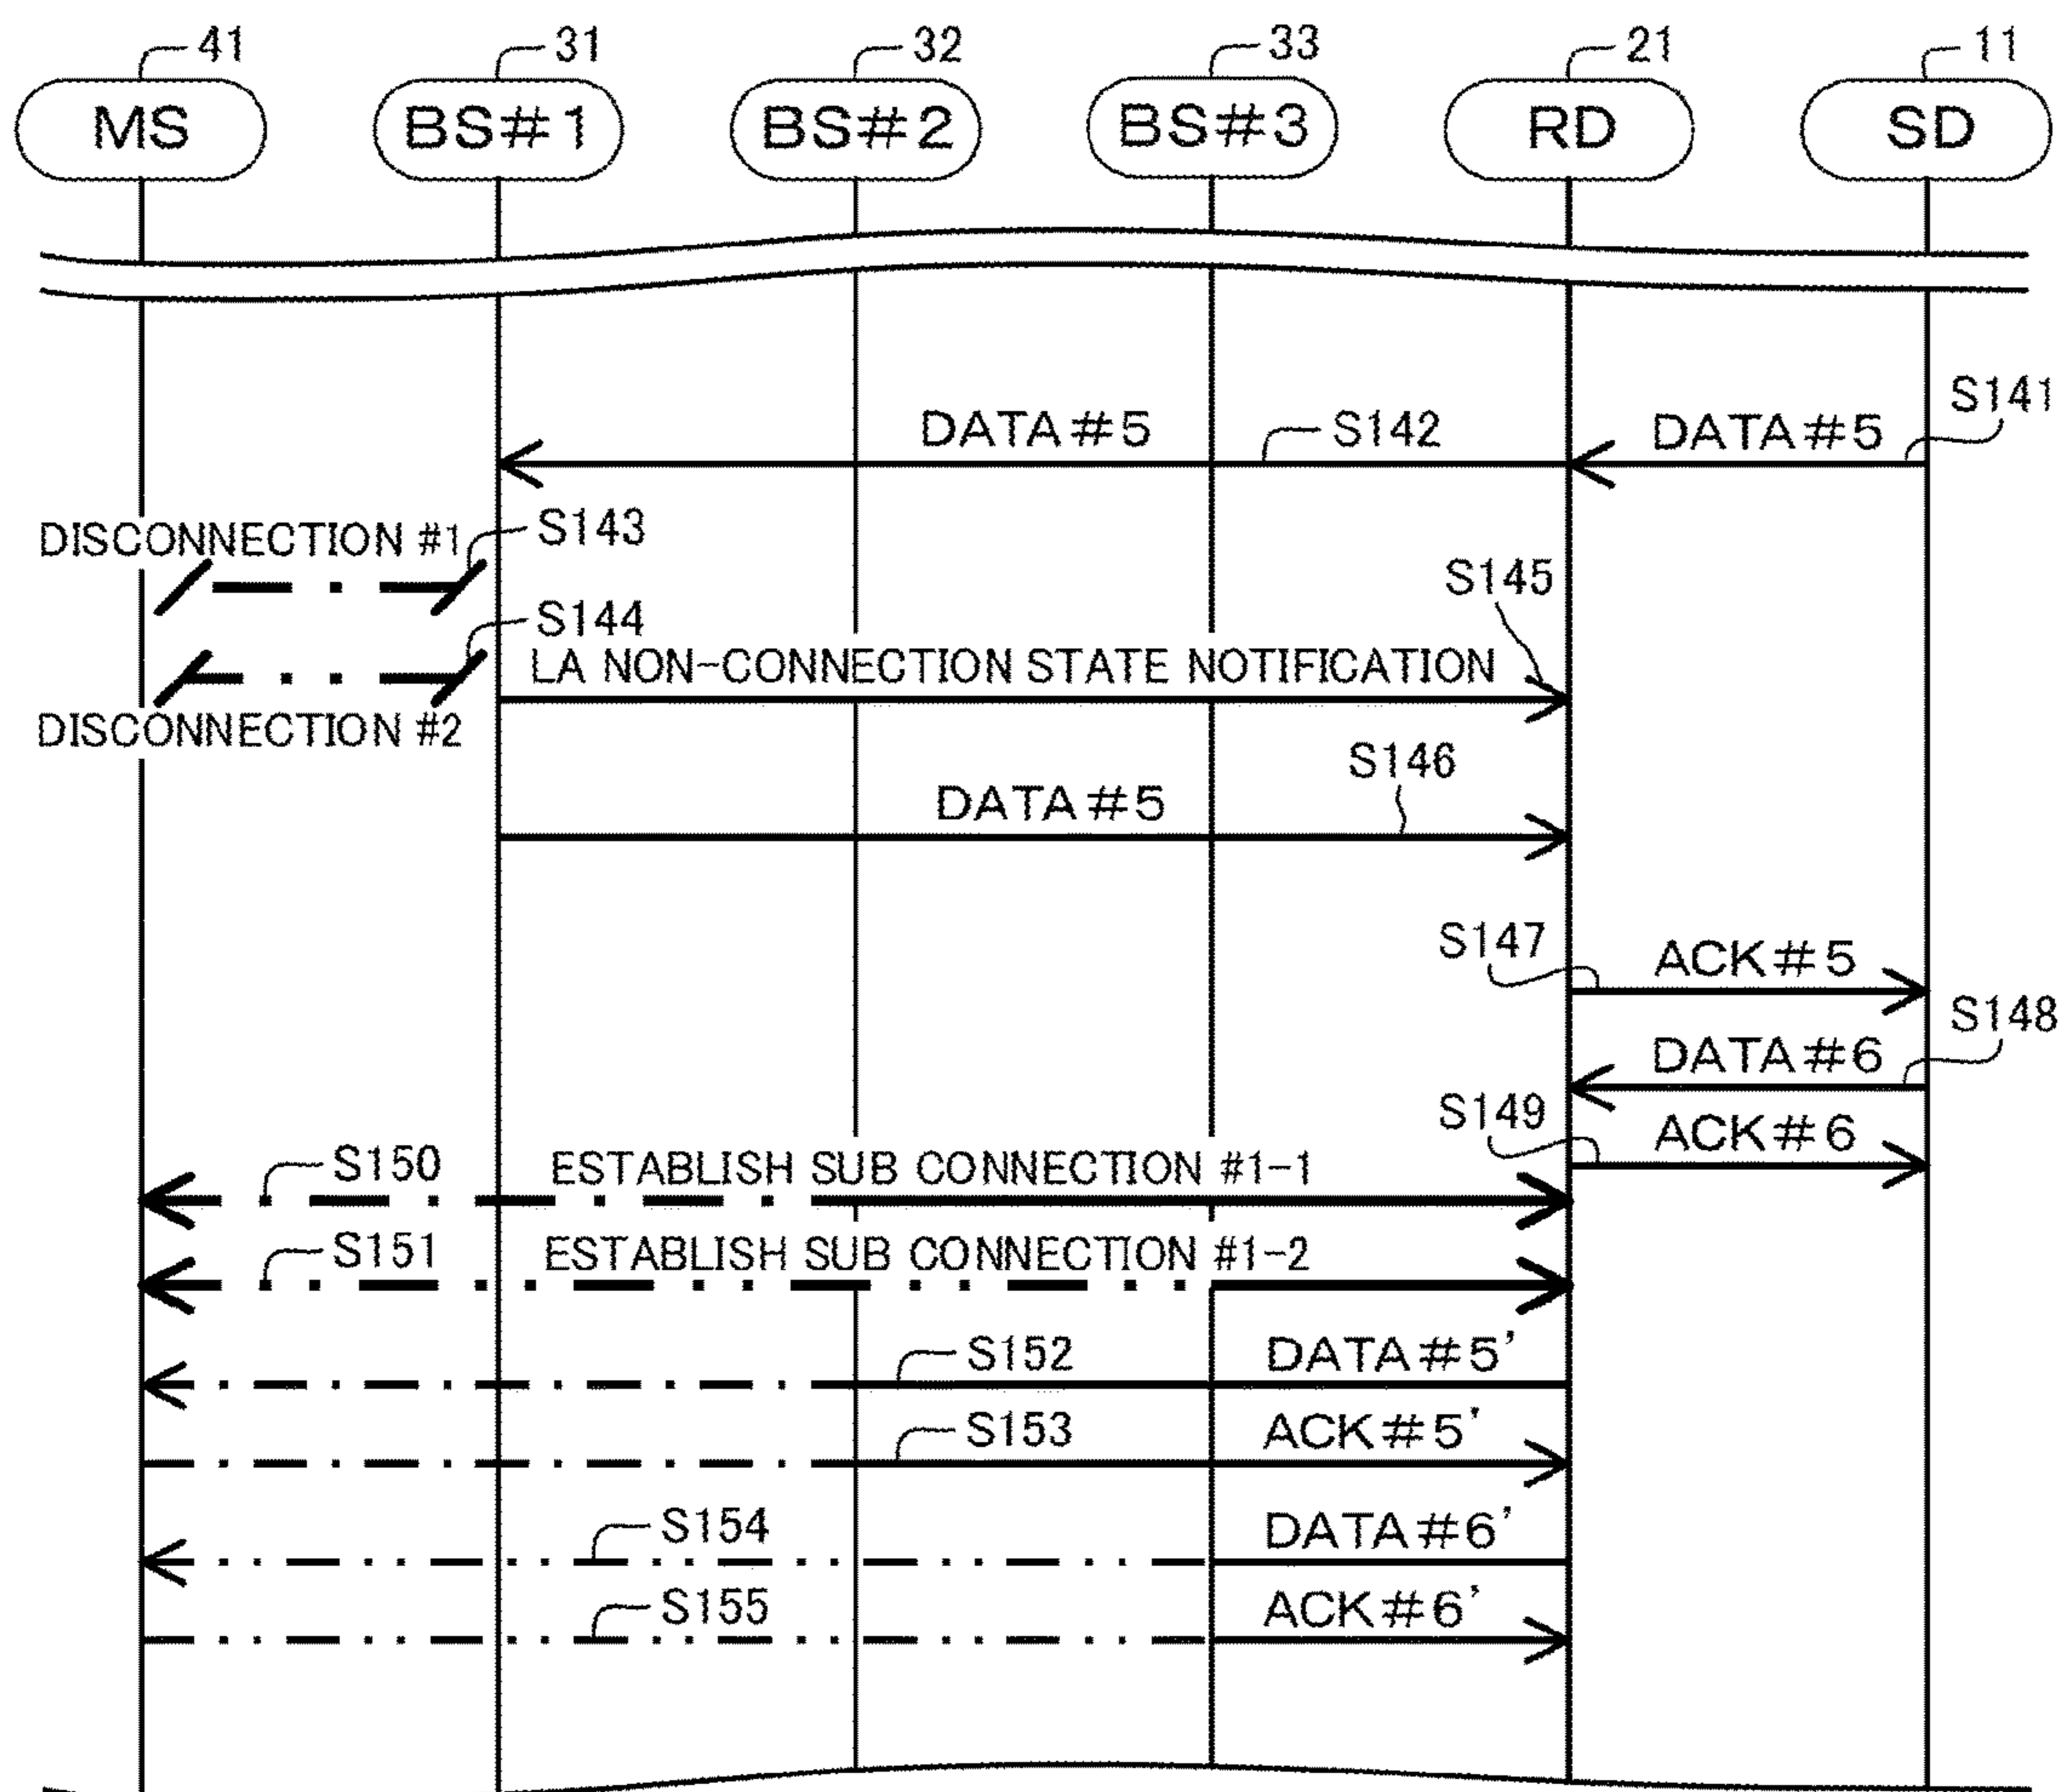 41 31 32 33 21 11
MS BS#1 BS#2 BS#3 RD SD
S141
DATA#5 S142 DATA#5
DISCONNECTION #1 S143
S145
S144
LA NON-CONNECTION STATE NOTIFICATION
DISCONNECTION #2
S146
DATA#5
S147 ACK#5
S148
DATA#6
S149 ACK#6
S150 ESTABLISH SUB CONNECTION #1-1
S151 ESTABLISH SUB CONNECTION #1-2
S152 DATA#5'
S153 ACK#5'
S154 DATA#6'
S155 ACK#6'